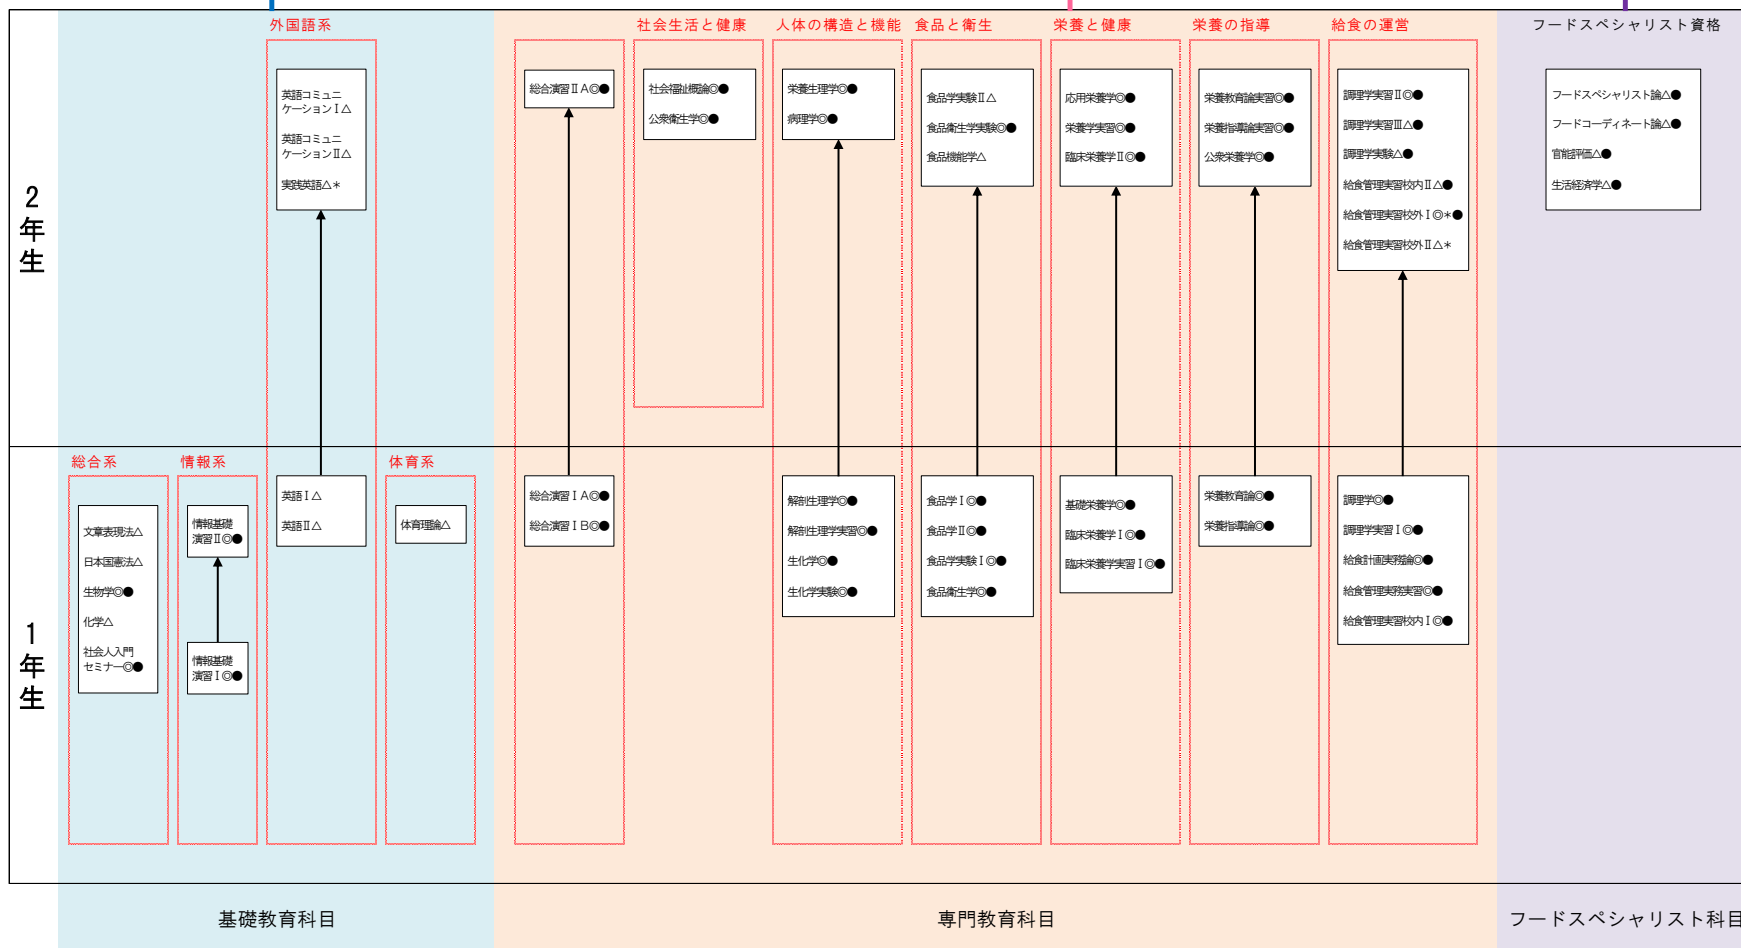 外国語系
社会生活と健康
人体の構造と機能
食品と衛生
栄養と健康
栄養の指導
給食の運営
フードスペシャリスト資格
2年生
英語コミュニ
ケーションⅠ△
英語コミュニ
ケーションⅡ△
実践英語△*
総合演習ⅡA◎●
社会福祉概論◎●
公衆衛生学◎●
栄養生理学◎●
病理学◎●
食品学実験Ⅱ△
食品衛生学実験◎●
食品機能学△
応用栄養学◎●
栄養学実習◎●
臨床栄養学Ⅱ◎●
栄養教育論実習◎●
栄養指導論実習◎●
公衆栄養学◎●
調理学実習Ⅱ◎●
調理学実習Ⅲ△●
調理学実験△●
給食管理実習校内Ⅱ△●
給食管理実習校外Ⅰ◎*●
給食管理実習校外Ⅱ△*
フードスペシャリスト論△●
フードコーディネート論△●
官能評価△●
生活経済学△●
1年生
総合系
情報系
体育系
文章表現法△
日本国憲法△
生物学◎●
化学△
社会人入門
セミナー◎●
情報基礎
演習Ⅱ◎●
情報基礎
演習Ⅰ◎●
英語Ⅰ△
英語Ⅱ△
体育理論△
総合演習ⅠA◎●
総合演習ⅠB◎●
解剖生理学◎●
解剖生理学実習◎●
生化学◎●
生化学実験◎●
食品学Ⅰ◎●
食品学Ⅱ◎●
食品学実験Ⅰ◎●
食品衛生学◎●
基礎栄養学◎●
臨床栄養学Ⅰ◎●
臨床栄養学実習Ⅰ◎●
栄養教育論◎●
栄養指導論◎●
調理学◎●
調理学実習Ⅰ◎●
給食計画実務論◎●
給食管理実務実習◎●
給食管理実習校内Ⅰ◎●
基礎教育科目
専門教育科目
フードスペシャリスト科目